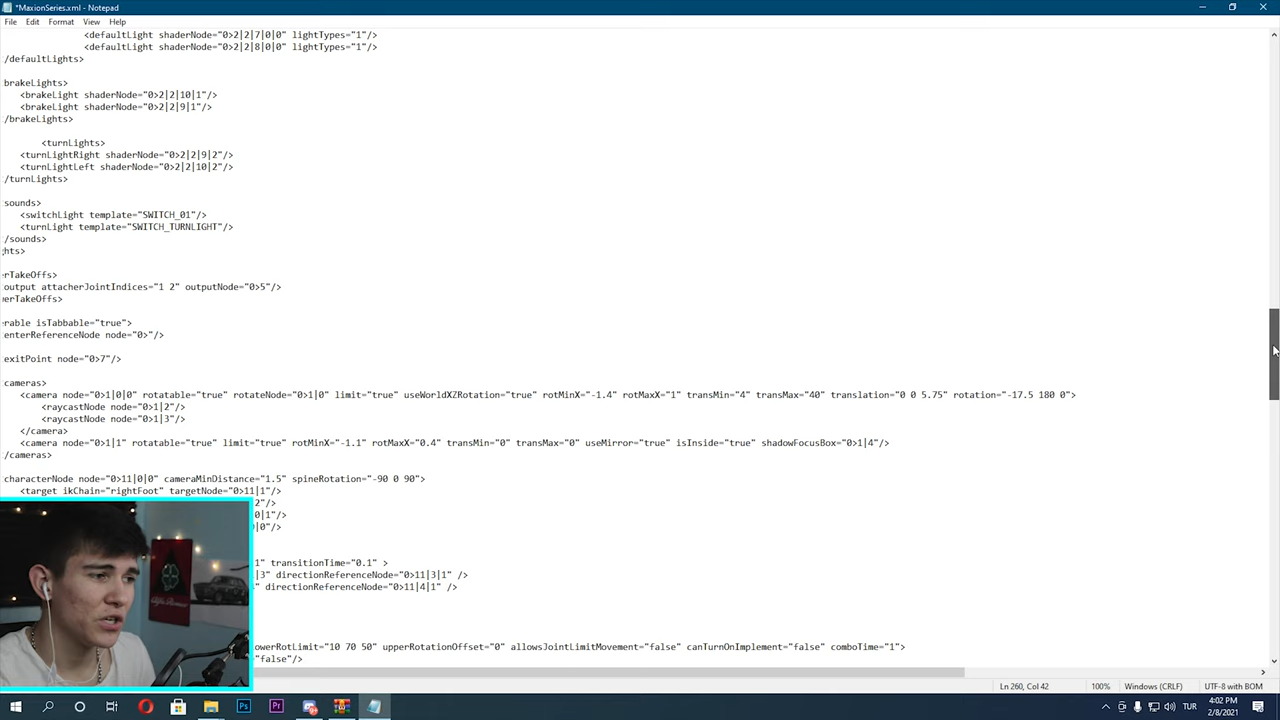 *MaxionSeries.xml - Notepad
File Edit Format View Help
<defaultLight shaderNode="0>2|2|7|0|0" lightTypes="1"/>
<defaultLight shaderNode="0>2|2|8|0|0" lightTypes="1"/>
/defaultLights>
brakeLights>
<brakeLight shaderNode="0>2|2|10|1"/>
<brakeLight shaderNode="0>2|2|9|1"/>
/brakeLights>
<turnLights>
<turnLightRight shaderNode="0>2|2|9|2"/>
<turnLightLeft shaderNode="0>2|2|10|2"/>
/turnLights>
sounds>
<switchLight template="SWITCH_01"/>
<turnLight template="SWITCH_TURNLIGHT"/>
/sounds>
ghts>
erTakeOffs>
output attacherJointIndices="1 2" outputNode="0>5"/>
werTakeOffs>
erable isTabbable="true">
enterReferenceNode node="0>"/>
exitPoint node="0>7"/>
cameras>
<camera node="0>1|0|0" rotatable="true" rotateNode="0>1|0" limit="true" useWorldXZRotation="true" rotMinX="-1.4" rotMaxX="1" transMin="4" transMax="40" translation="0 0 5.75" rotation="-17.5 180 0">
<raycastNode node="0>1|2"/>
<raycastNode node="0>1|3"/>
</camera>
<camera node="0>1|1" rotatable="true" limit="true" rotMinX="-1.1" rotMaxX="0.4" transMin="0" transMax="0" useMirror="true" isInside="true" shadowFocusBox="0>1|4"/>
/cameras>
characterNode node="0>11|0|0" cameraMinDistance="1.5" spineRotation="-90 0 90">
<target ikChain="rightFoot" targetNode="0>11|1"/>
2"/>
0|1"/>
|0"/>
1" transitionTime="0.1" >
|3" directionReferenceNode="0>11|3|1" />
" directionReferenceNode="0>11|4|1" />
owerRotLimit="10 70 50" upperRotationOffset="0" allowsJointLimitMovement="false" canTurnOnImplement="false" comboTime="1">
="false"/>
Ln 260, Col 42 100% Windows (CRLF) UTF-8 with BOM
Ps Pr TUR 4:02 PM
2/8/2021